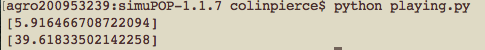 [agro200953239:simuPOP-1.1.7 colinpierce$ python playing.py
[5.916466708722094]
[39.61833502142258]